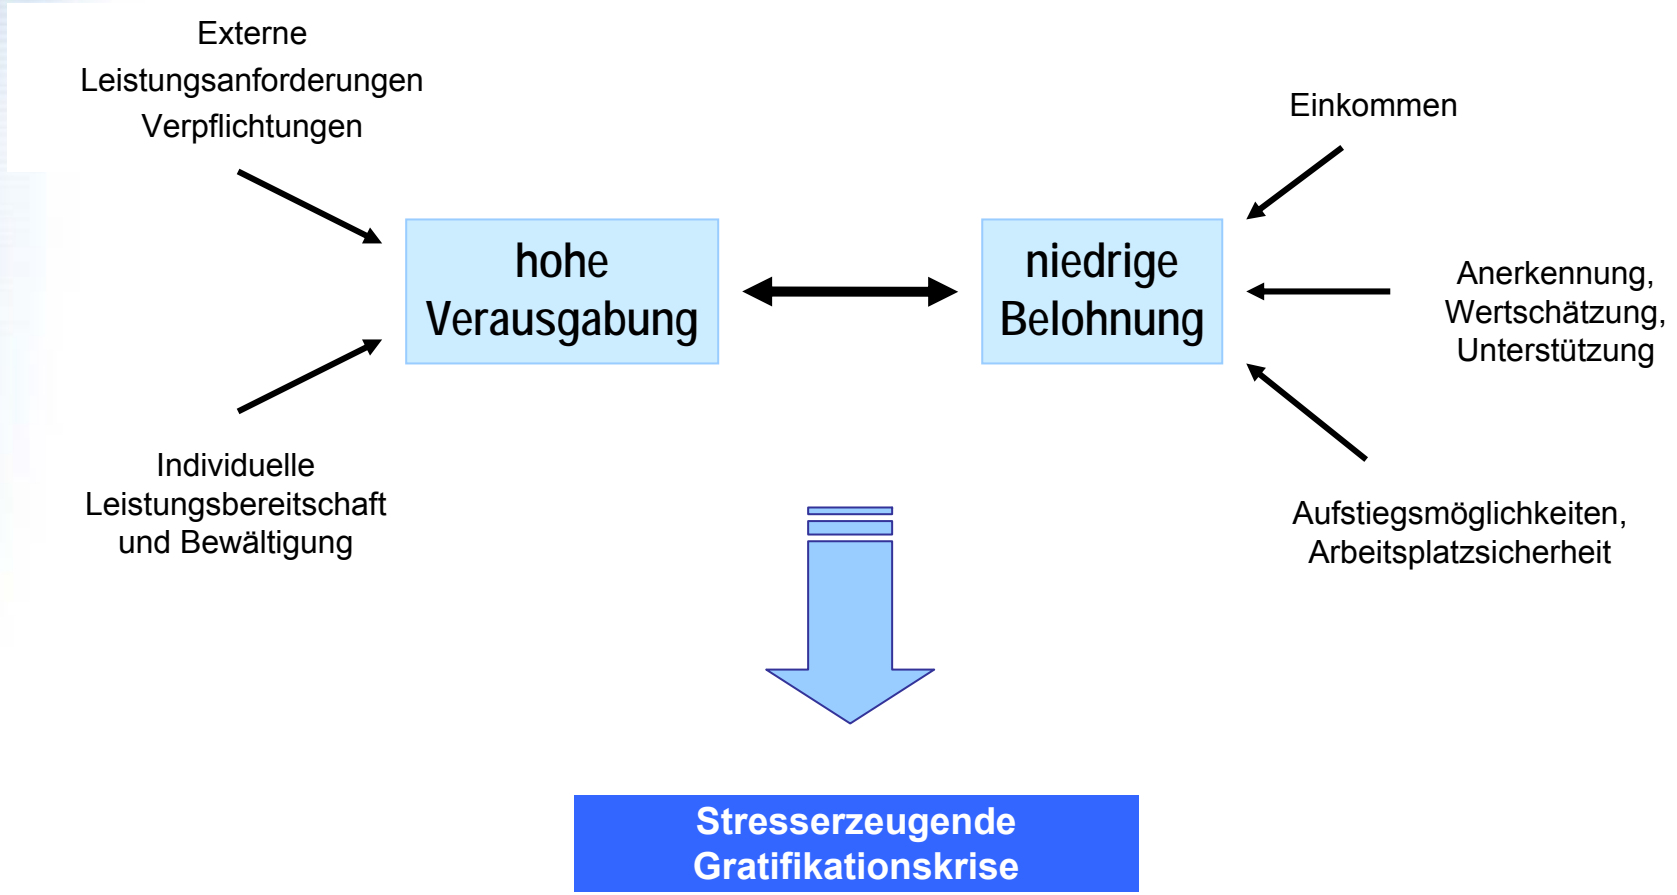 Externe
Leistungsanforderungen
Verpflichtungen
Einkommen
hohe
Verausgabung
niedrige
Belohnung
Anerkennung,
Wertschätzung,
Unterstützung
Individuelle
Leistungsbereitschaft
und Bewältigung
Aufstiegsmöglichkeiten,
Arbeitsplatzsicherheit
Stresserzeugende
Gratifikationskrise